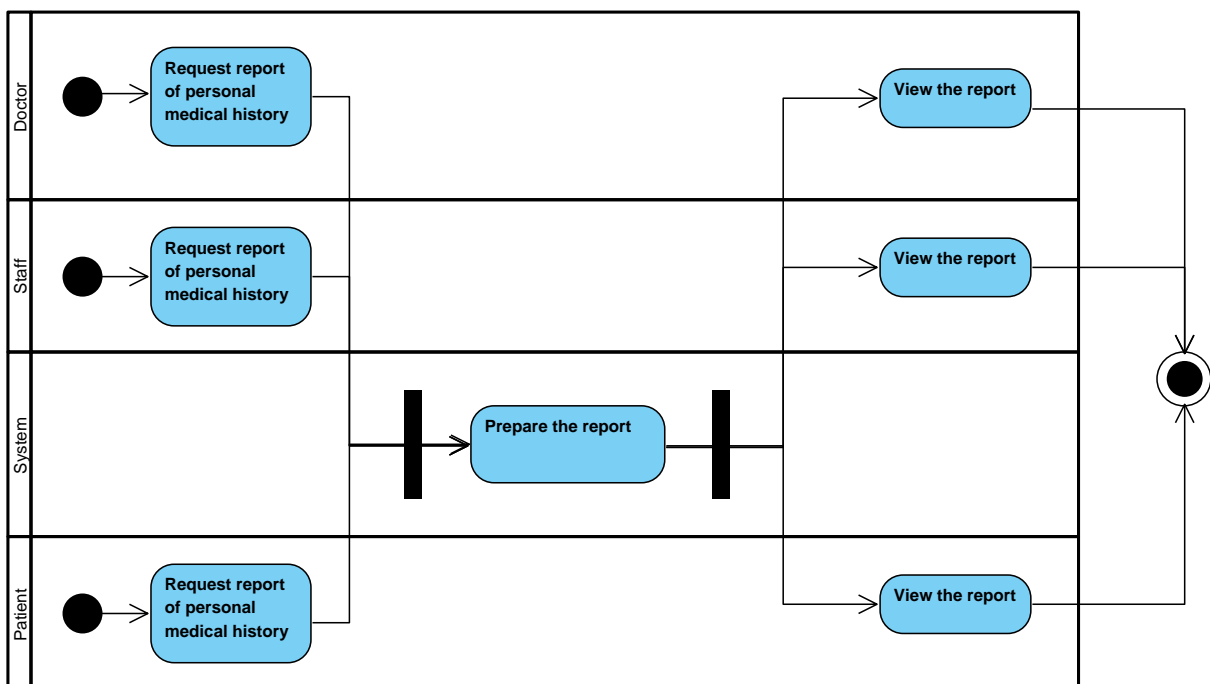 Doctor
Request report
of personal
medical history
View the report
Staff
Request report
of personal
medical history
View the report
System
Prepare the report
Patient
Request report
of personal
medical history
View the report